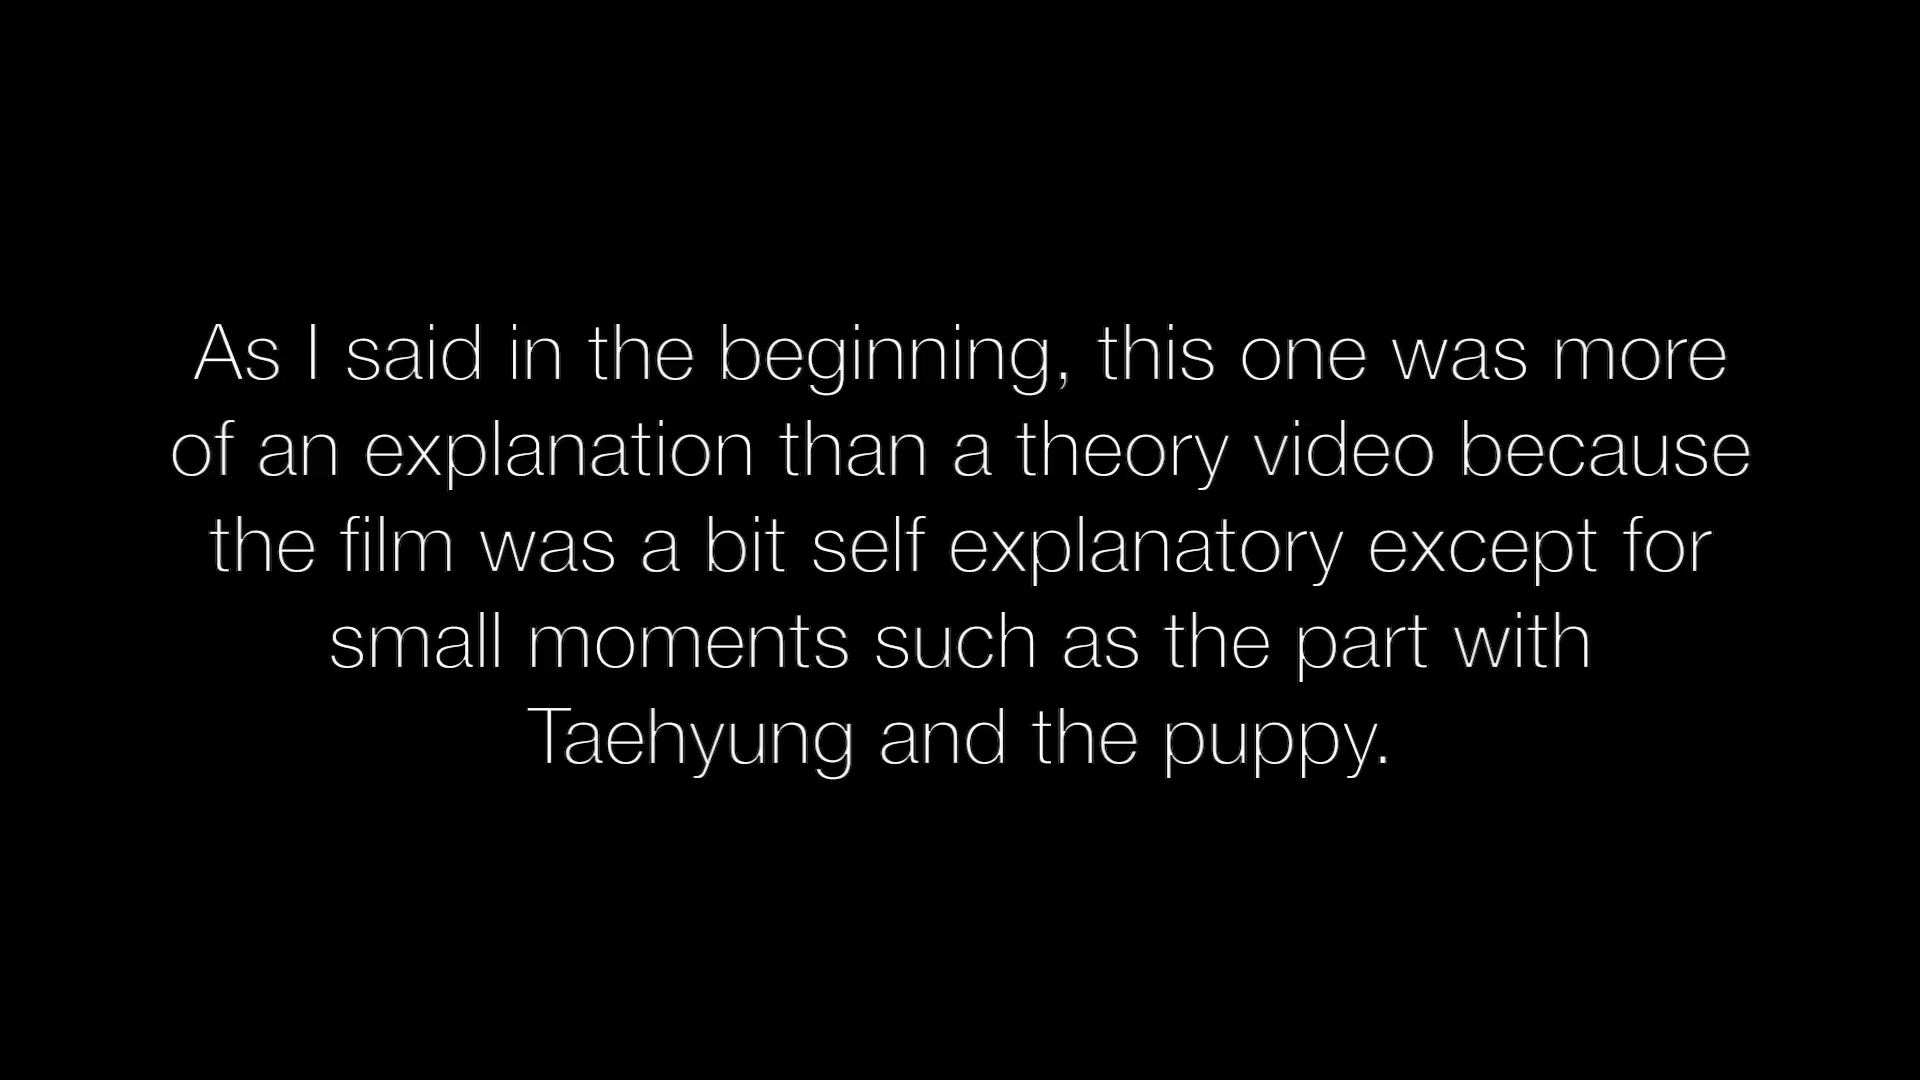 As I said in the beginning, this one was more
of an explanation than a theory video because
the film was a bit self explanatory except for
small moments such as the part with
Taehyung and the puppy.